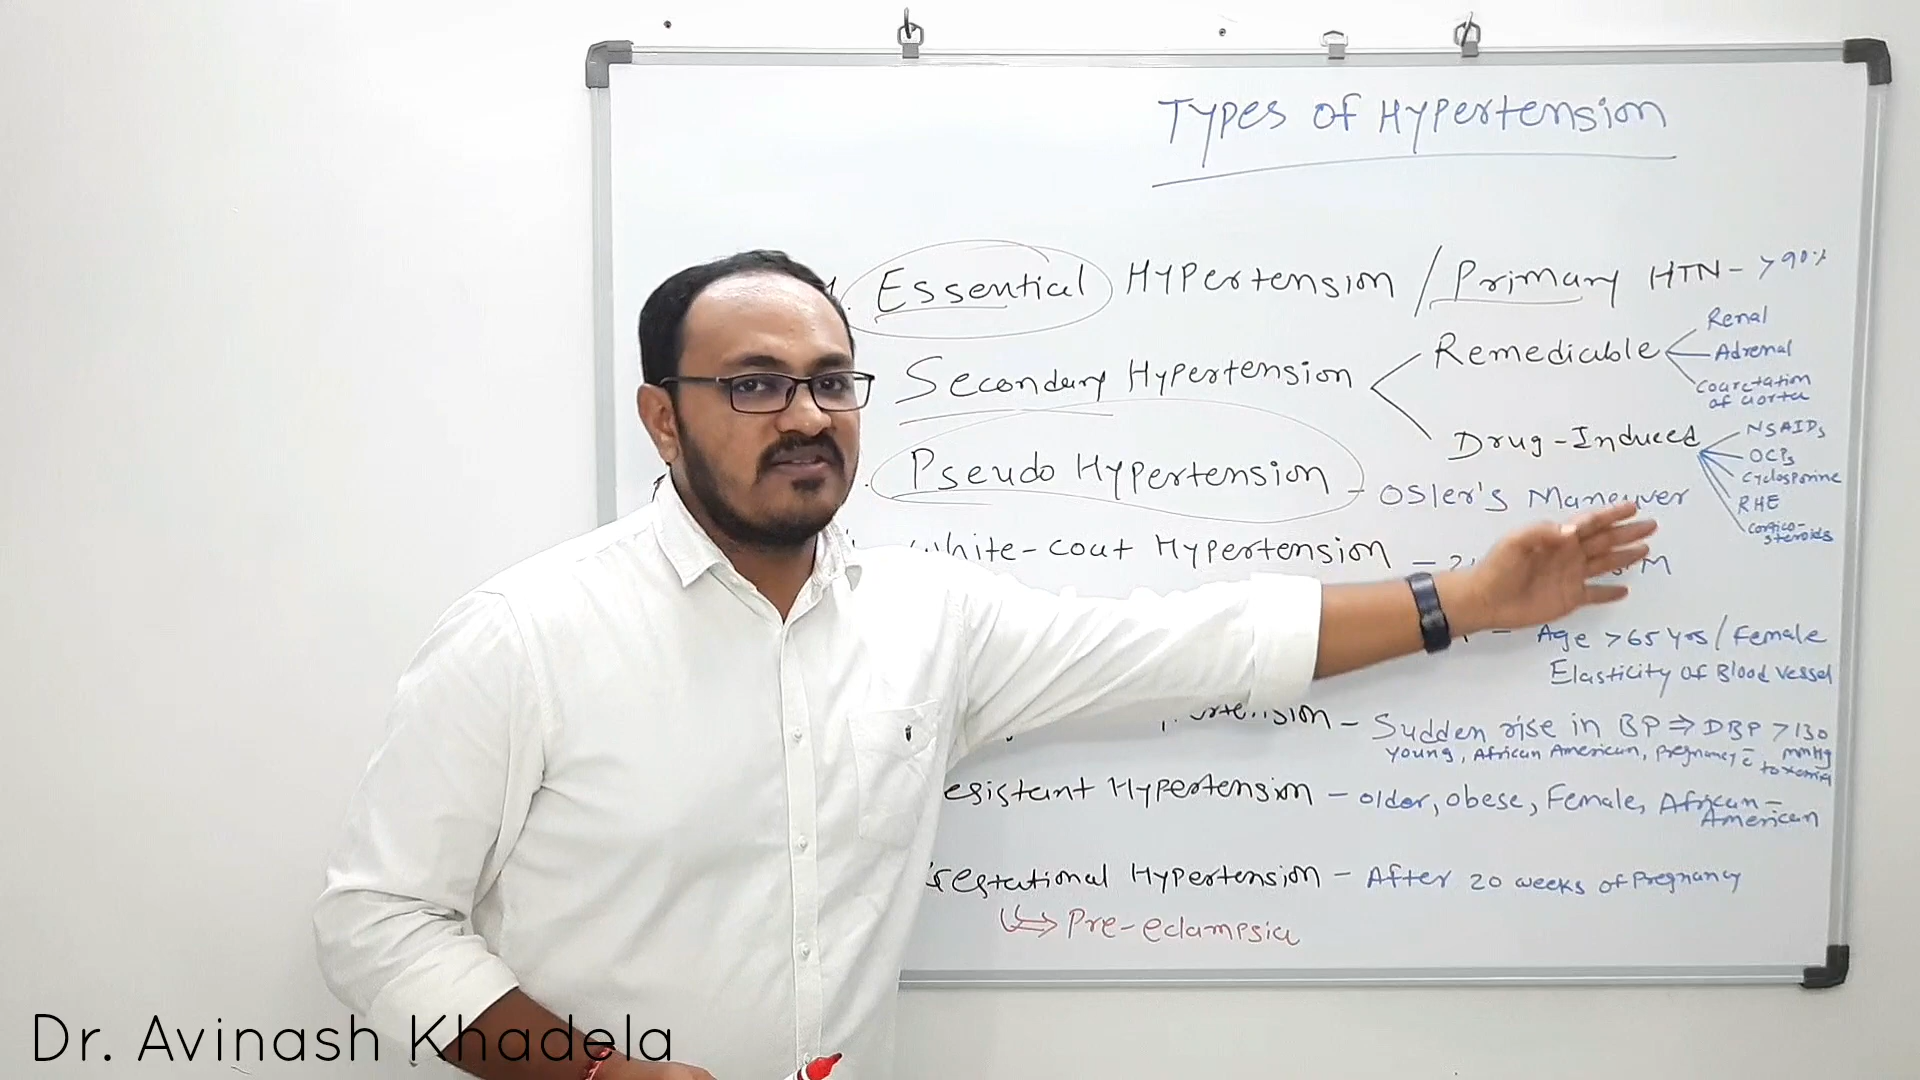 Types of Hypertension
1. Essential Hypertension / Primary HTN - >90%
Secondary Hypertension
Remediable
Renal
Adrenal
Coarctation of aorta
Drug-Induced
NSAIDs
OCPs
Cyclosporine
RHE
Cortico-steroids
Pseudo Hypertension - Osler's Maneuver
White-coat Hypertension -
- Age >65 yrs / Female
Elasticity of Blood Vessel
- Sudden rise in BP ⇒ DBP >130 mmHg
young, African American, Pregnancy c̄ toxemia
esistant Hypertension - older, obese, Female, African-American
Gestational Hypertension - After 20 weeks of Pregnancy
↳ Pre-eclampsia
Dr. Avinash Khadela